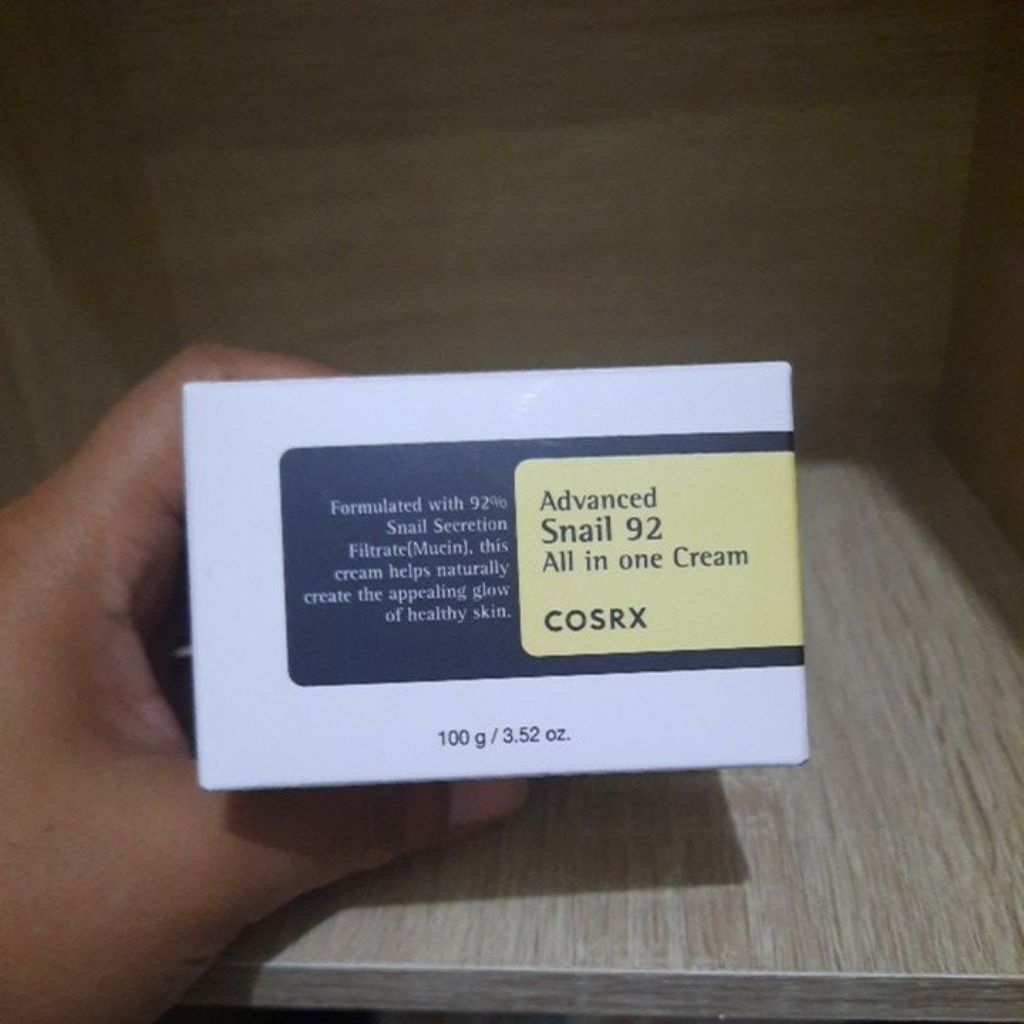 Formulated with 92%
Snail Secretion
Filtrate(Mucin), this
cream helps naturally
create the appealing glow
of healthy skin.
Advanced
Snail 92
All in one Cream
COSRX
100 g / 3.52 oz.